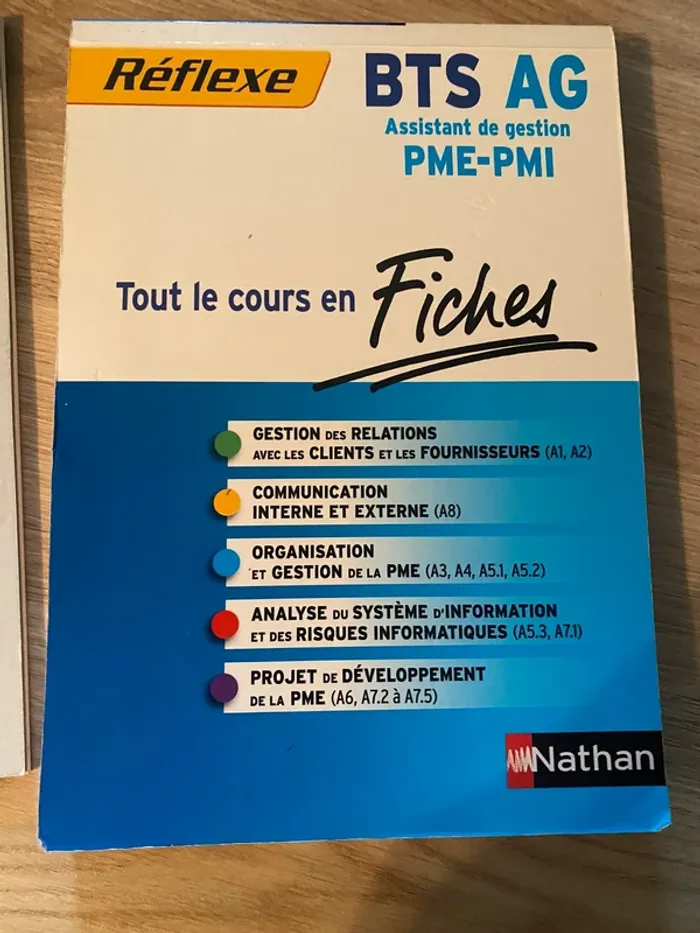 Réflexe
BTS AG
Assistant de gestion
PME-PMI
Tout le cours en Fiches
GESTION DES RELATIONS
AVEC LES CLIENTS ET LES FOURNISSEURS (A1, A2)
COMMUNICATION
INTERNE ET EXTERNE (A8)
ORGANISATION
ET GESTION DE LA PME (A3, A4, A5.1, A5.2)
ANALYSE DU SYSTÈME D'INFORMATION
ET DES RISQUES INFORMATIQUES (A5.3, A7.1)
PROJET DE DÉVELOPPEMENT
DE LA PME (A6, A7.2 à A7.5)
Nathan